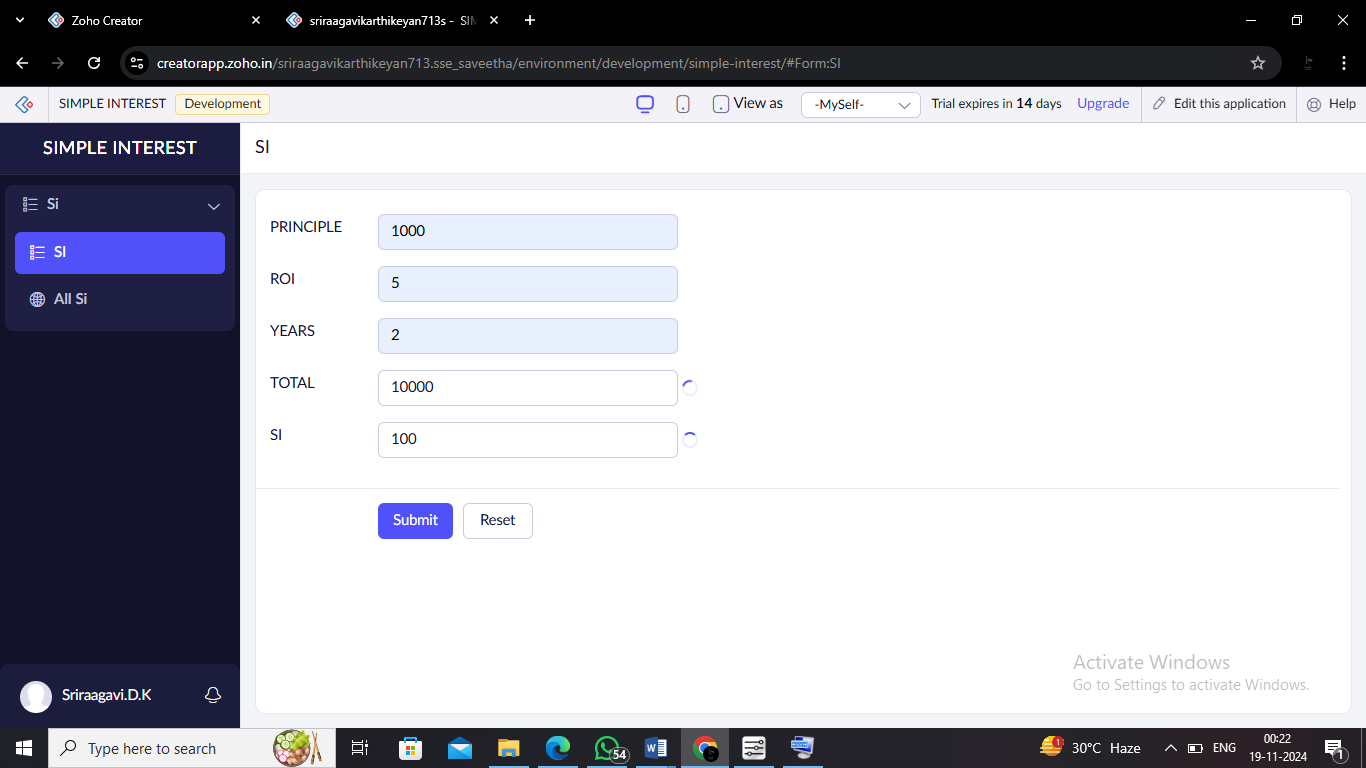 Zoho Creator
sriraagavikarthikeyan713s - SIM
creatorapp.zoho.in/sriraagavikarthikeyan713.sse_saveetha/environment/development/simple-interest/#Form:SI
SIMPLE INTEREST Development View as -MySelf- Trial expires in 14 days Upgrade Edit this application Help
SIMPLE INTEREST
SI
Si
SI
All Si
PRINCIPLE 1000
ROI 5
YEARS 2
TOTAL 10000
SI 100
Submit Reset
Activate Windows
Go to Settings to activate Windows.
Sriraagavi.D.K
Type here to search
54
1
30°C Haze
ENG
00:22
19-11-2024
1